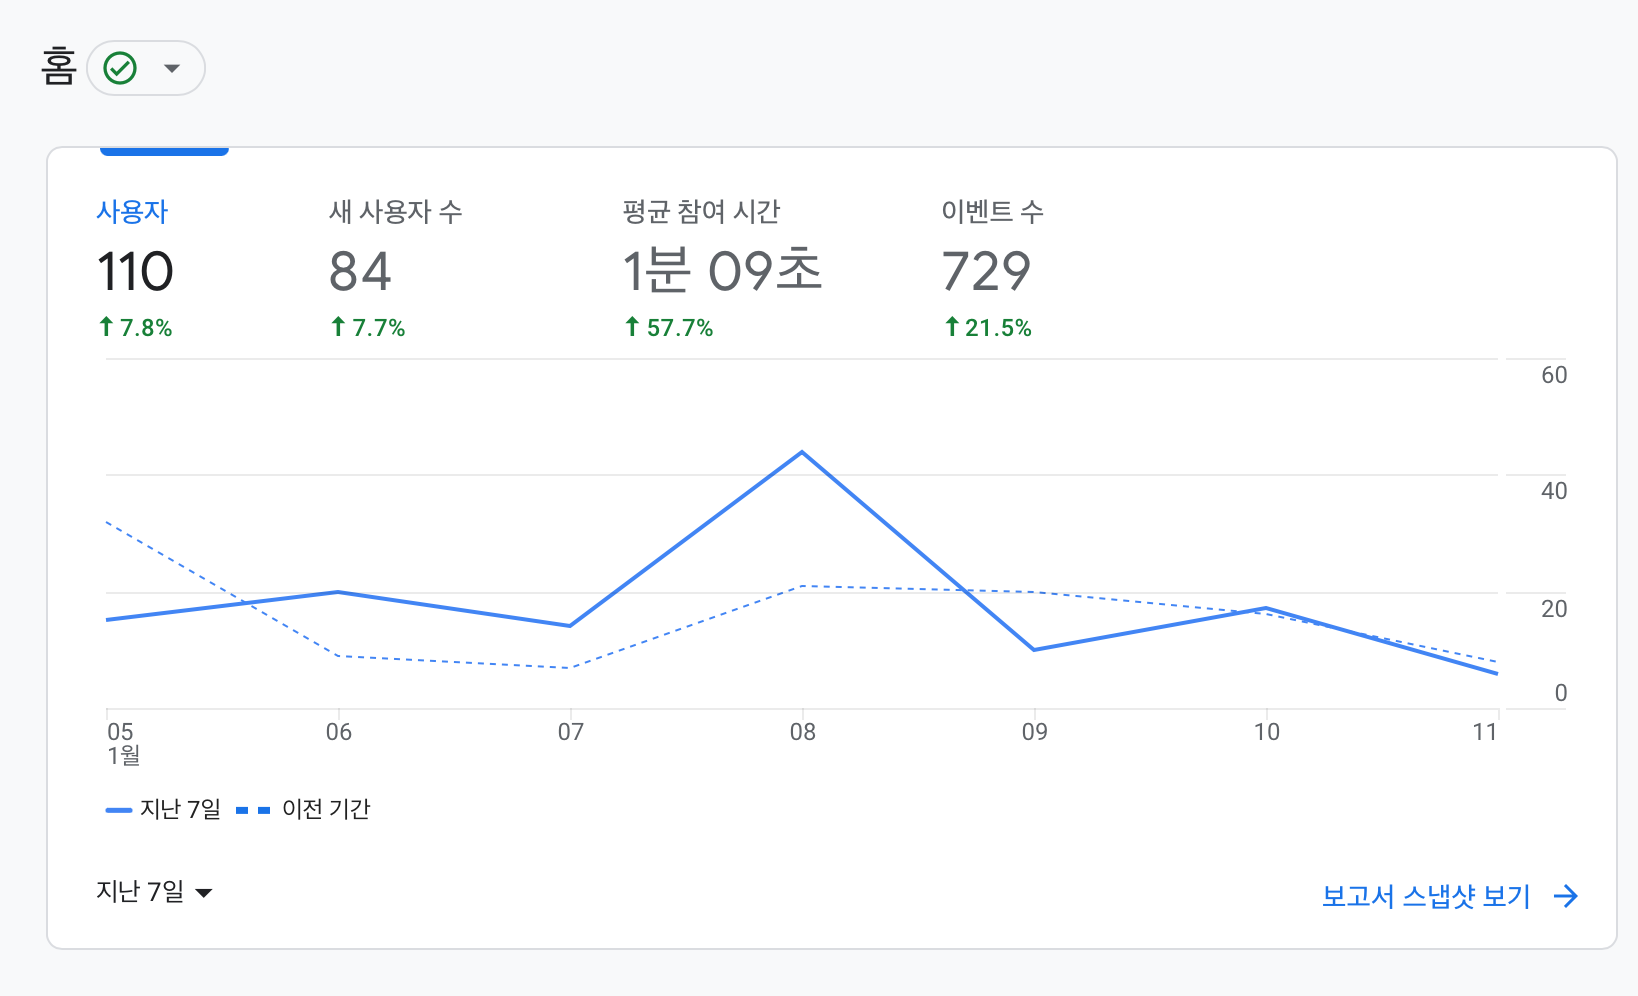 홈
사용자 새 사용자 수 평균 참여 시간 이벤트 수
110 84 1분 09초 729
7.8% 7.7% 57.7% 21.5%
60
40
20
0
05 06 07 08 09 10 11
1월
지난 7일 이전 기간
지난 7일
보고서 스냅샷 보기